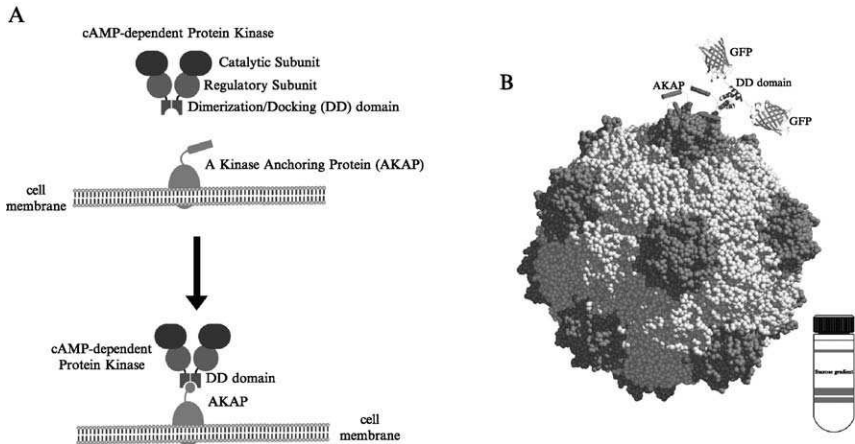 A
cAMP-dependent Protein Kinase
Catalytic Subunit
Regulatory Subunit
Dimerization/Docking (DD) domain
A Kinase Anchoring Protein (AKAP)
cell
membrane
cAMP-dependent
Protein Kinase
DD domain
AKAP
cell
membrane
B
GFP
AKAP
DD domain
GFP
Sucrose gradient